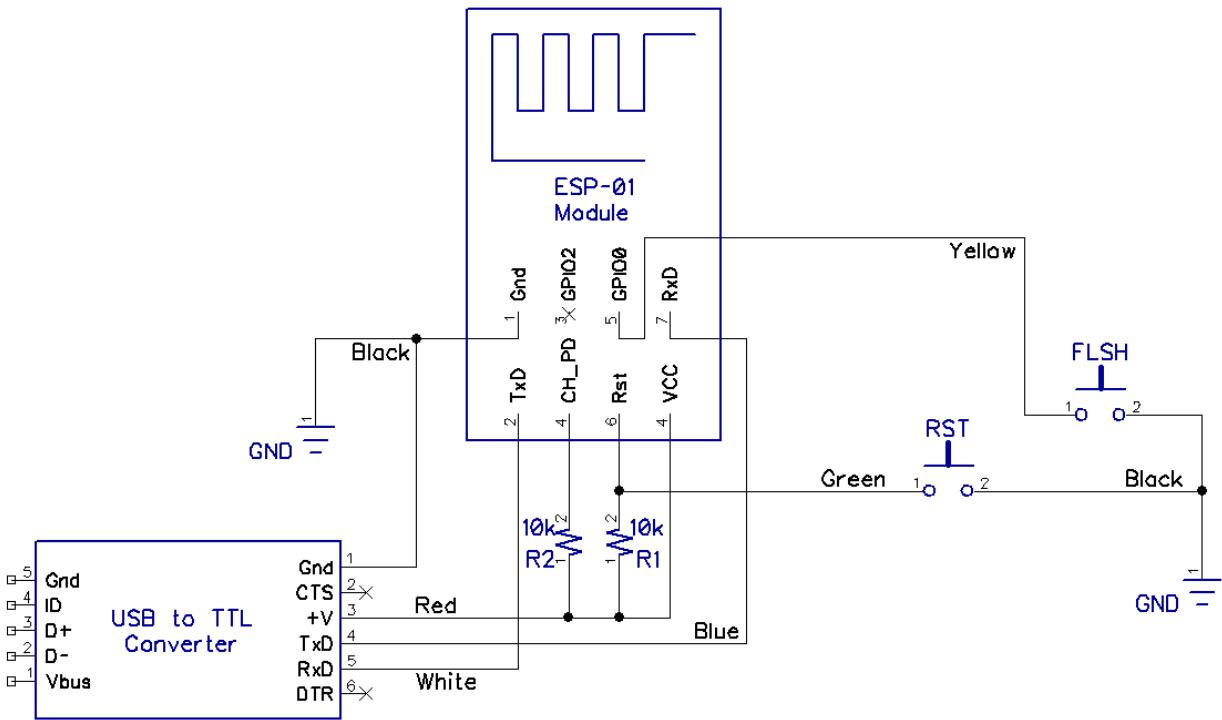 ESP-01
Module
Gnd
GPIO2
GPIO0
RxD
1
3
5
7
TxD
CH_PD
Rst
VCC
2
4
6
4
Yellow
Black
1
GND
FLSH
1
2
RST
Green
1
2
Black
1
GND
10k
R2
2
1
10k
R1
2
1
USB to TTL
Converter
5
Gnd
4
ID
3
D+
2
D-
1
Vbus
Gnd
1
CTS
2
+V
3
TxD
4
RxD
5
DTR
6
Red
Blue
White